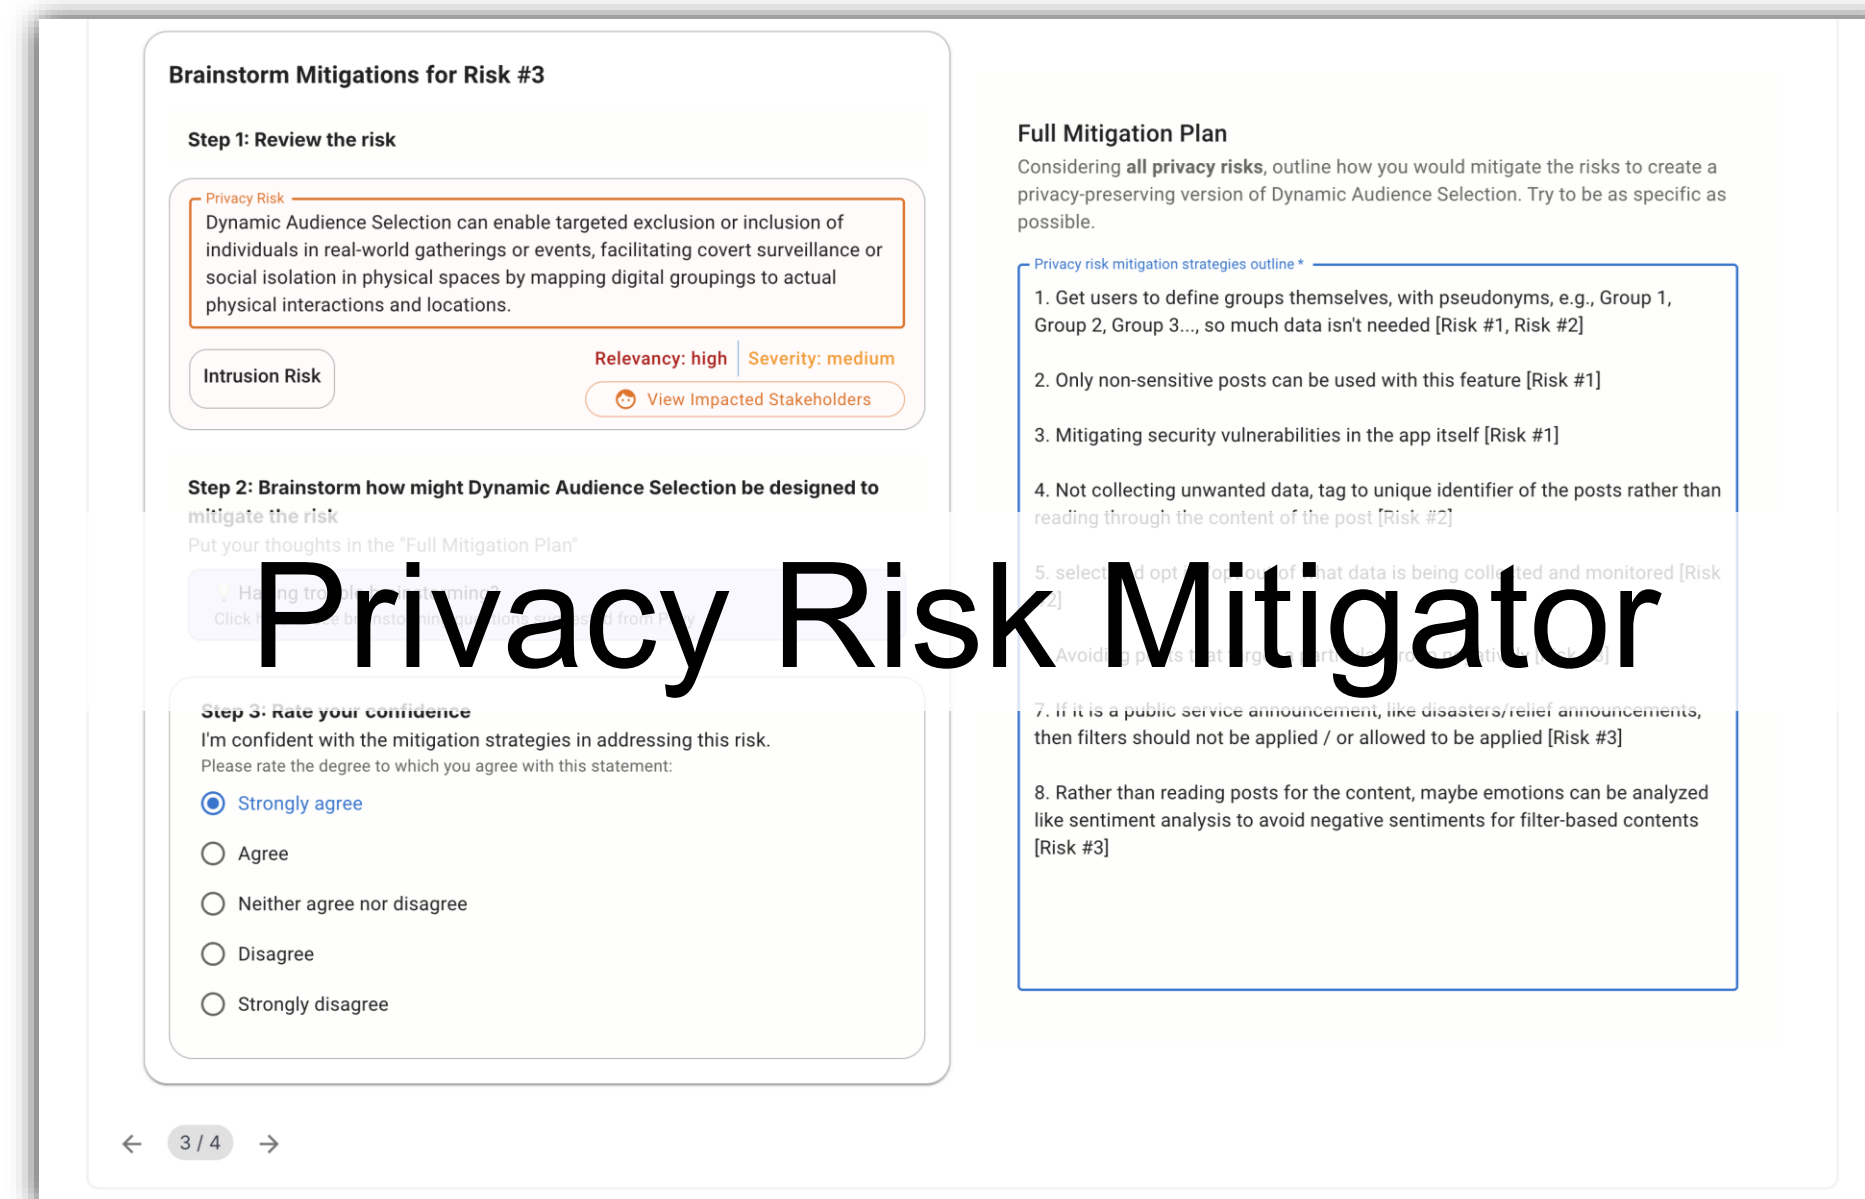 Brainstorm Mitigations for Risk #3
Step 1: Review the risk
Privacy Risk
Dynamic Audience Selection can enable targeted exclusion or inclusion of
individuals in real-world gatherings or events, facilitating covert surveillance or
social isolation in physical spaces by mapping digital groupings to actual
physical interactions and locations.
Intrusion Risk
Relevancy: high
Severity: medium
View Impacted Stakeholders
Step 2: Brainstorm how might Dynamic Audience Selection be designed to
mitigate the risk
Put your thoughts in the "Full Mitigation Plan"
Privacy Risk Mitigator
Step 3: Rate your confidence
I'm confident with the mitigation strategies in addressing this risk.
Please rate the degree to which you agree with this statement:
Strongly agree
Agree
Neither agree nor disagree
Disagree
Strongly disagree
3 / 4
Full Mitigation Plan
Considering all privacy risks, outline how you would mitigate the risks to create a
privacy-preserving version of Dynamic Audience Selection. Try to be as specific as
possible.
Privacy risk mitigation strategies outline *
1. Get users to define groups themselves, with pseudonyms, e.g., Group 1,
Group 2, Group 3..., so much data isn't needed [Risk #1, Risk #2]
2. Only non-sensitive posts can be used with this feature [Risk #1]
3. Mitigating security vulnerabilities in the app itself [Risk #1]
4. Not collecting unwanted data, tag to unique identifier of the posts rather than
reading through the content of the post [Risk #2]
5. what data is being collected and monitored [Risk
7. If it is a public service announcement, like disasters/relief announcements,
then filters should not be applied / or allowed to be applied [Risk #3]
8. Rather than reading posts for the content, maybe emotions can be analyzed
like sentiment analysis to avoid negative sentiments for filter-based contents
[Risk #3]